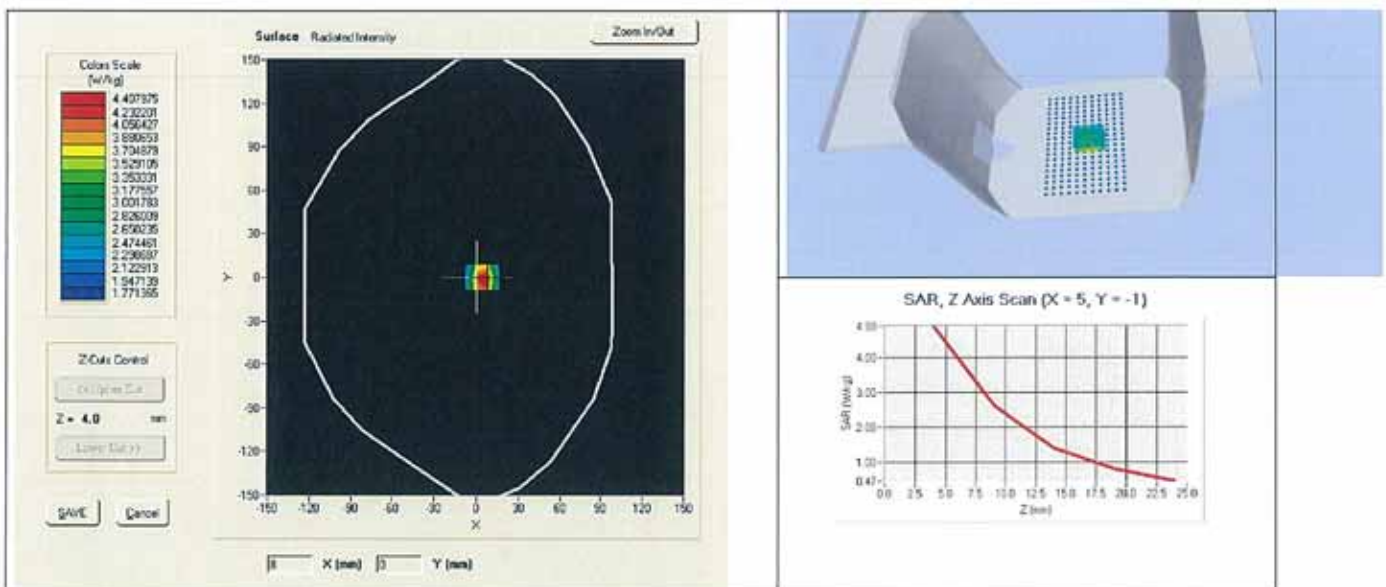 Surface Radiated Intensity
Zoom In/Out
Colors Scale
(W/kg)
4.407975
4.232201
4.056427
3.880653
3.704879
3.529105
3.353331
3.177557
3.001783
2.826009
2.650235
2.474461
2.298687
2.122913
1.947139
1.771365
Z-Cuts Control
Z = 4.0 mm
Lower Cut >>
SAVE
Cancel
150
120
90
60
30
0
-30
-60
-90
-120
-150
Y
-150 -120 -90 -60 -30 0 30 60 90 120 150
X
X (mm)
Y (mm)
SAR, Z Axis Scan (X = 5, Y = -1)
SAR (W/kg)
4.00
3.00
2.00
1.00
0.47
0.0 2.5 5.0 7.5 10.0 12.5 15.0 17.5 20.0 22.5 25.0
Z (mm)